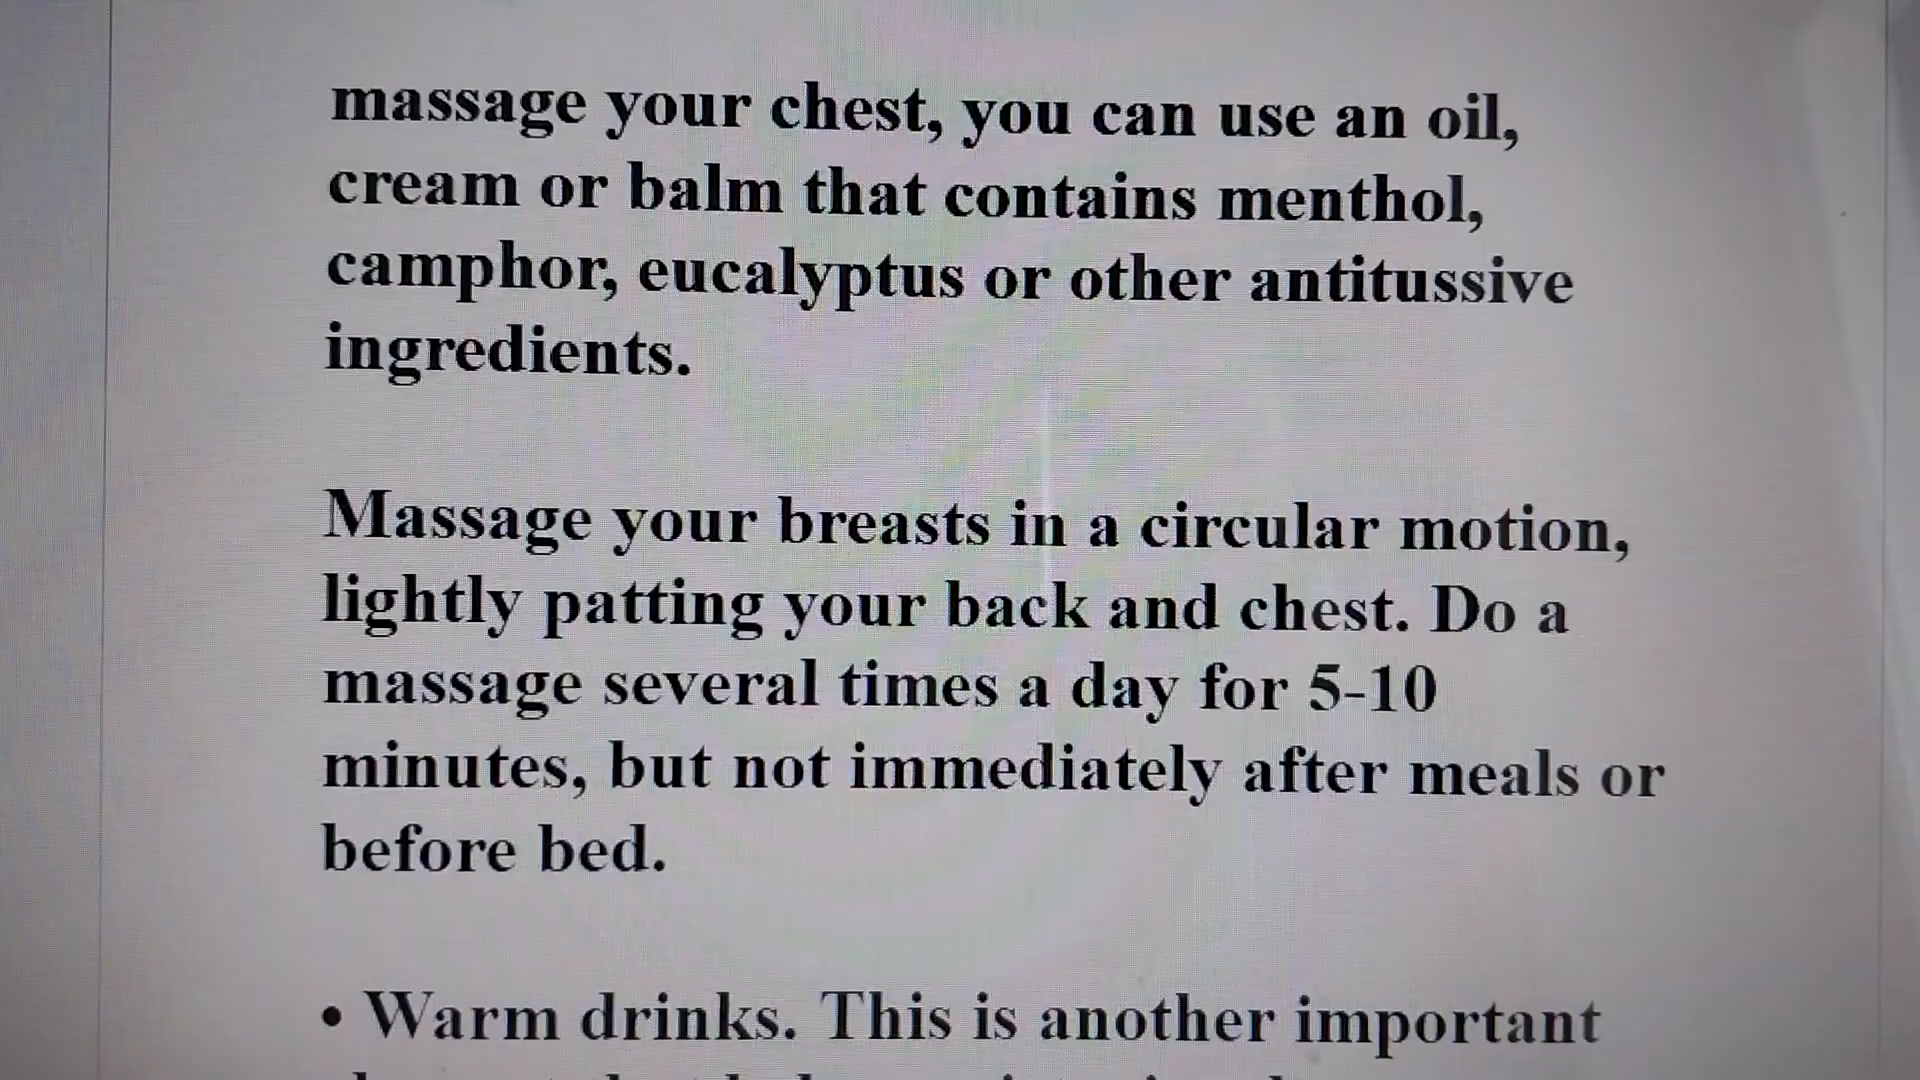 massage your chest, you can use an oil,
cream or balm that contains menthol,
camphor, eucalyptus or other antitussive
ingredients.
Massage your breasts in a circular motion,
lightly patting your back and chest. Do a
massage several times a day for 5-10
minutes, but not immediately after meals or
before bed.
• Warm drinks. This is another important